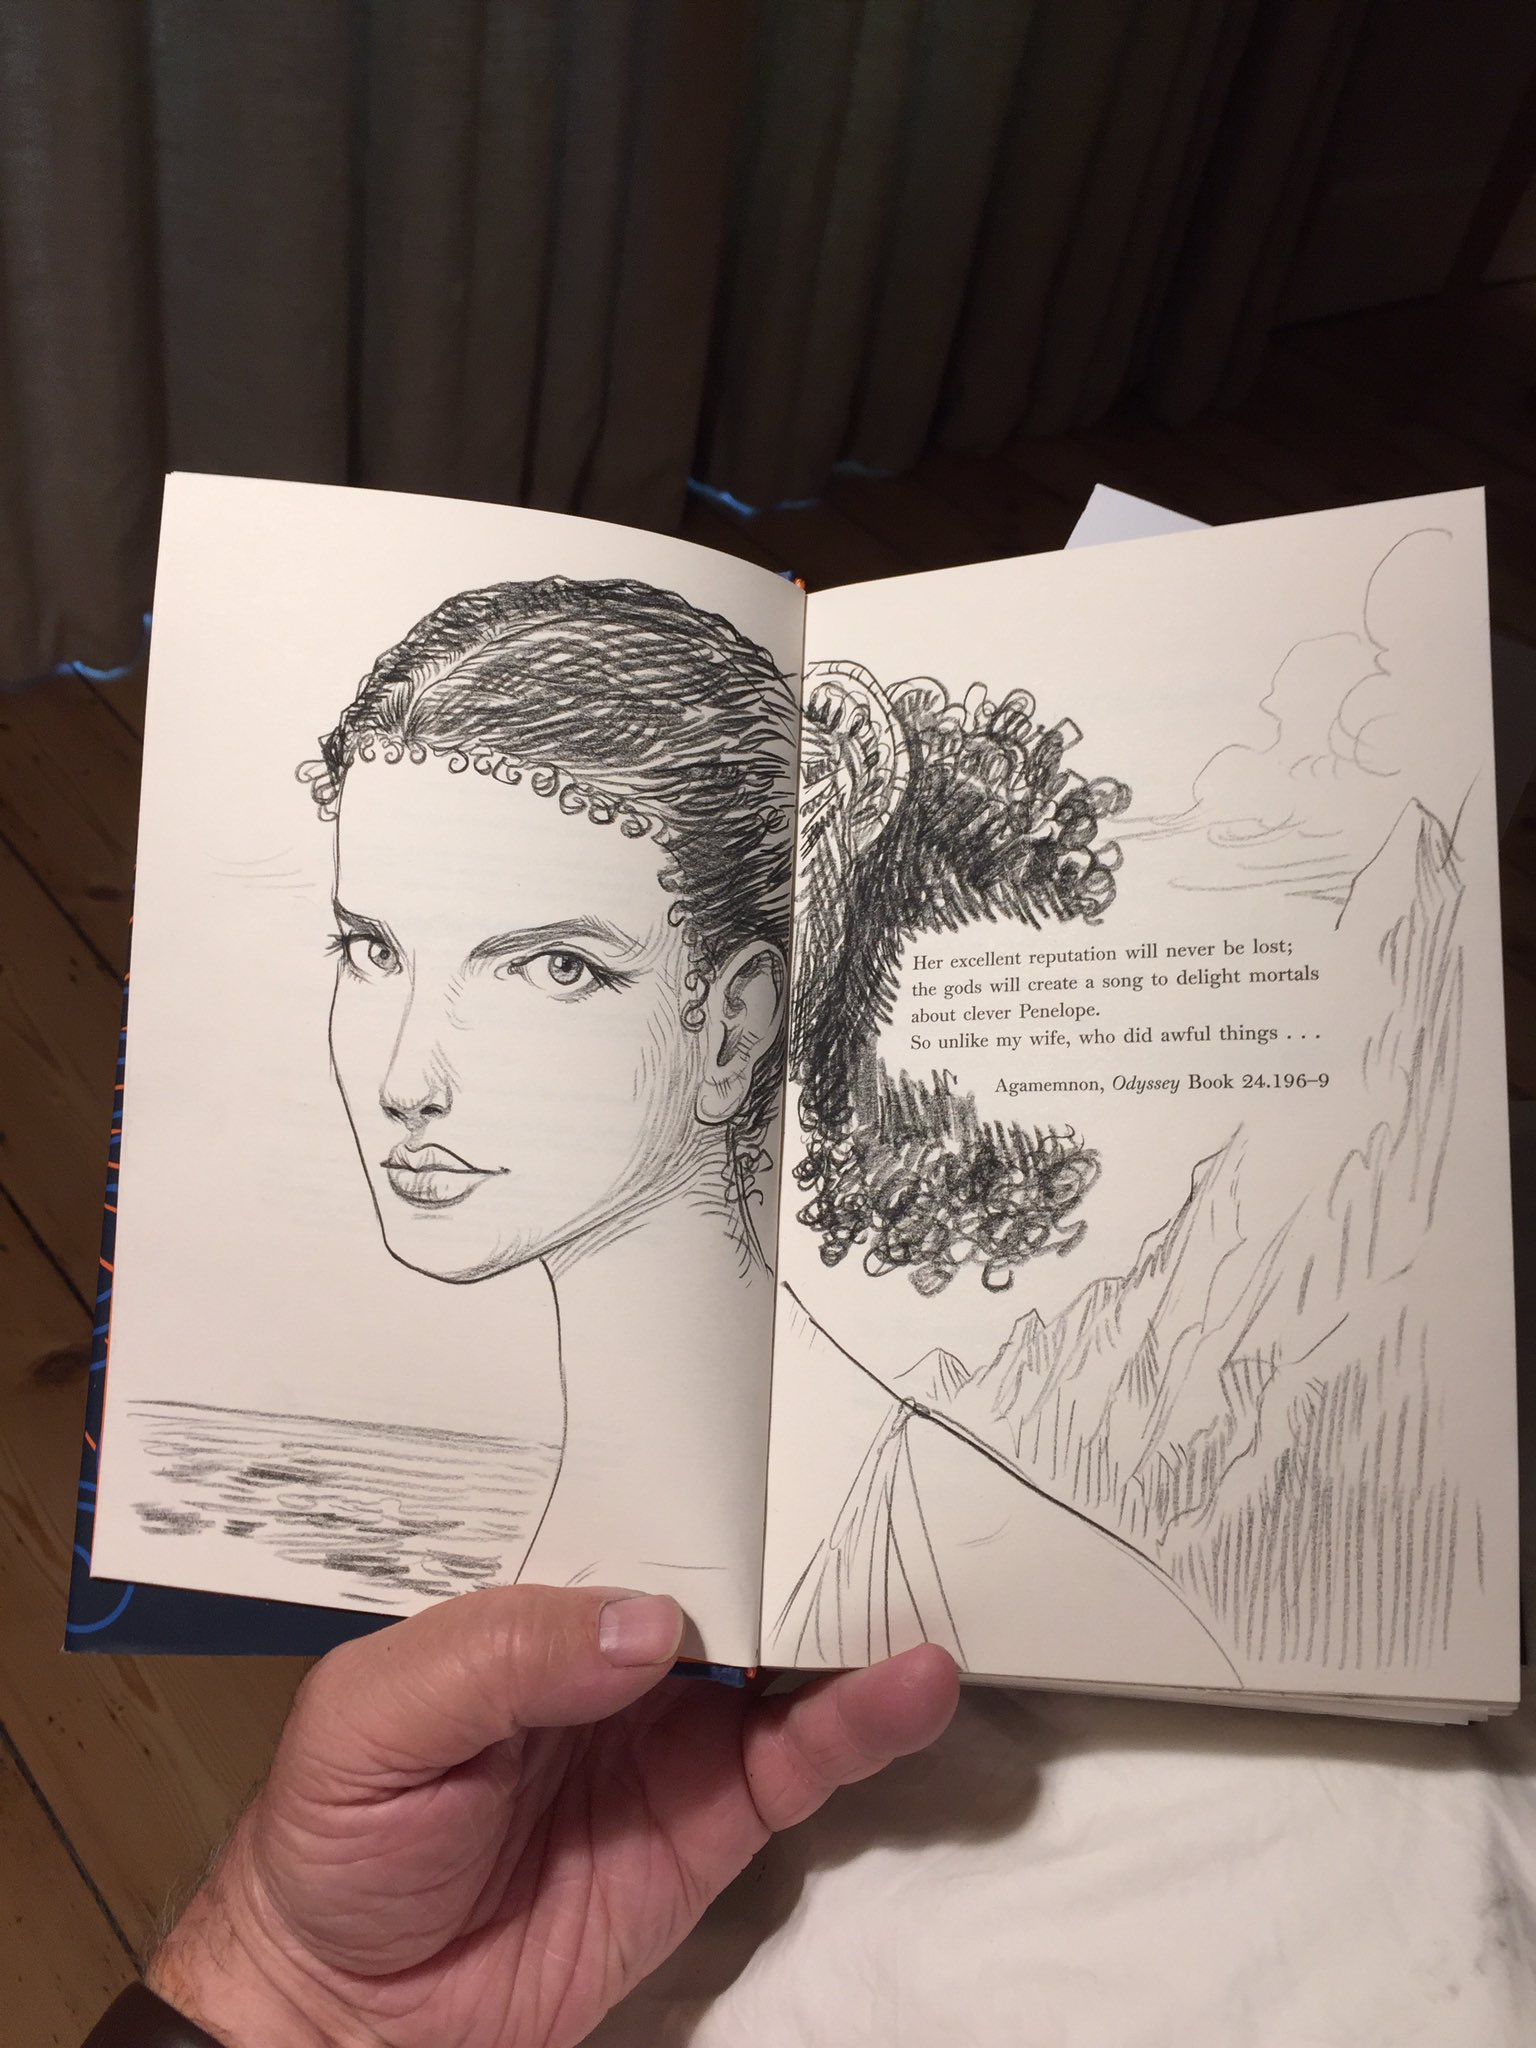 Her excellent reputation will never be lost;
the gods will create a song to delight mortals
about clever Penelope.
So unlike my wife, who did awful things . . .
Agamemnon, Odyssey Book 24.196–9